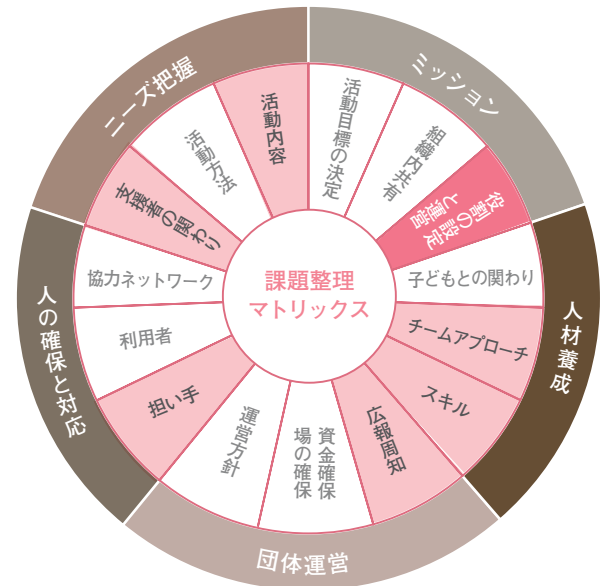 課題整理
マトリックス
ミッション
活動目標の決定
組織内共有
役割の設定
と運営
人材養成
子どもとの関わり
チームアプローチ
スキル
団体運営
広報周知
資金確保
場の確保
運営方針
人の確保と対応
担い手
利用者
協力ネットワーク
ニーズ把握
支援者の関わり
活動方法
活動内容